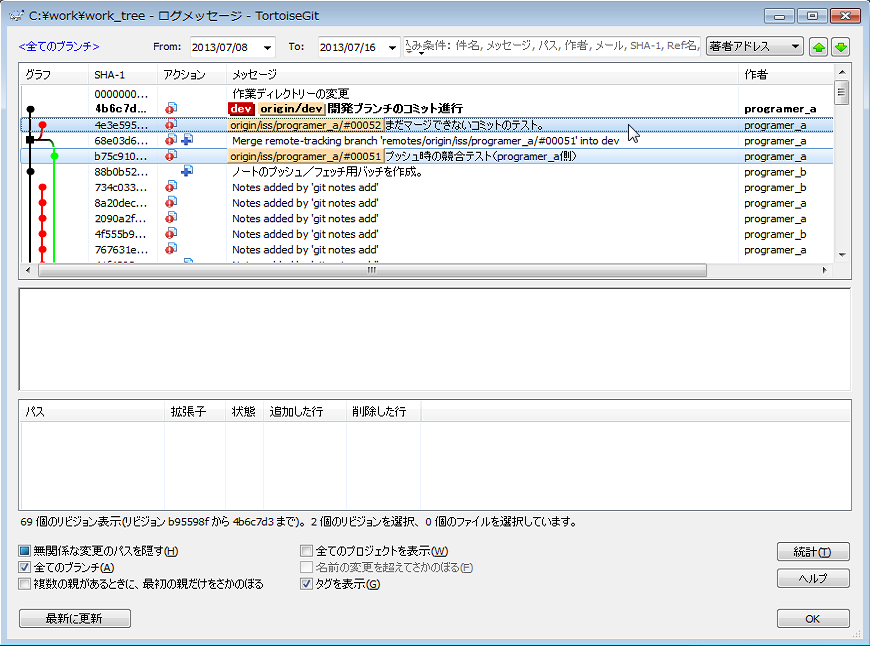 C:¥work¥work_tree - ログメッセージ - TortoiseGit
<全てのブランチ> From: 2013/07/08 To: 2013/07/16 込み条件: 件名, メッセージ, パス, 作者, メール, SHA-1, Ref名, 著者アドレス
グラフ SHA-1 アクション メッセージ 作者
0000000... 作業ディレクトリーの変更
4b6c7d... dev origin/dev 開発ブランチのコミット進行 programer_a
4e3e595... origin/iss/programer_a/#00052 まだマージできないコミットのテスト。 programer_a
68e03d6... Merge remote-tracking branch 'remotes/origin/iss/programer_a/#00051' into dev programer_a
b75c910... origin/iss/programer_a/#00051 プッシュ時の競合テスト(programer_a側) programer_a
88b0b52... ノートのプッシュ／フェッチ用バッチを作成。 programer_b
734c033... Notes added by 'git notes add' programer_b
8a20dec... Notes added by 'git notes add' programer_a
2090a2f... Notes added by 'git notes add' programer_a
4f555b9... Notes added by 'git notes add' programer_b
767631e... Notes added by 'git notes add' programer_a
パス 拡張子 状態 追加した行 削除した行
69 個のリビジョン表示(リビジョン b95598f から 4b6c7d3 まで)。2 個のリビジョンを選択、0 個のファイルを選択しています。
無関係な変更のパスを隠す(H) 全てのプロジェクトを表示(W) 統計(T)
全てのブランチ(A) 名前の変更を超えてさかのぼる(F)
複数の親があるときに、最初の親だけをさかのぼる タグを表示(G) ヘルプ
最新に更新 OK